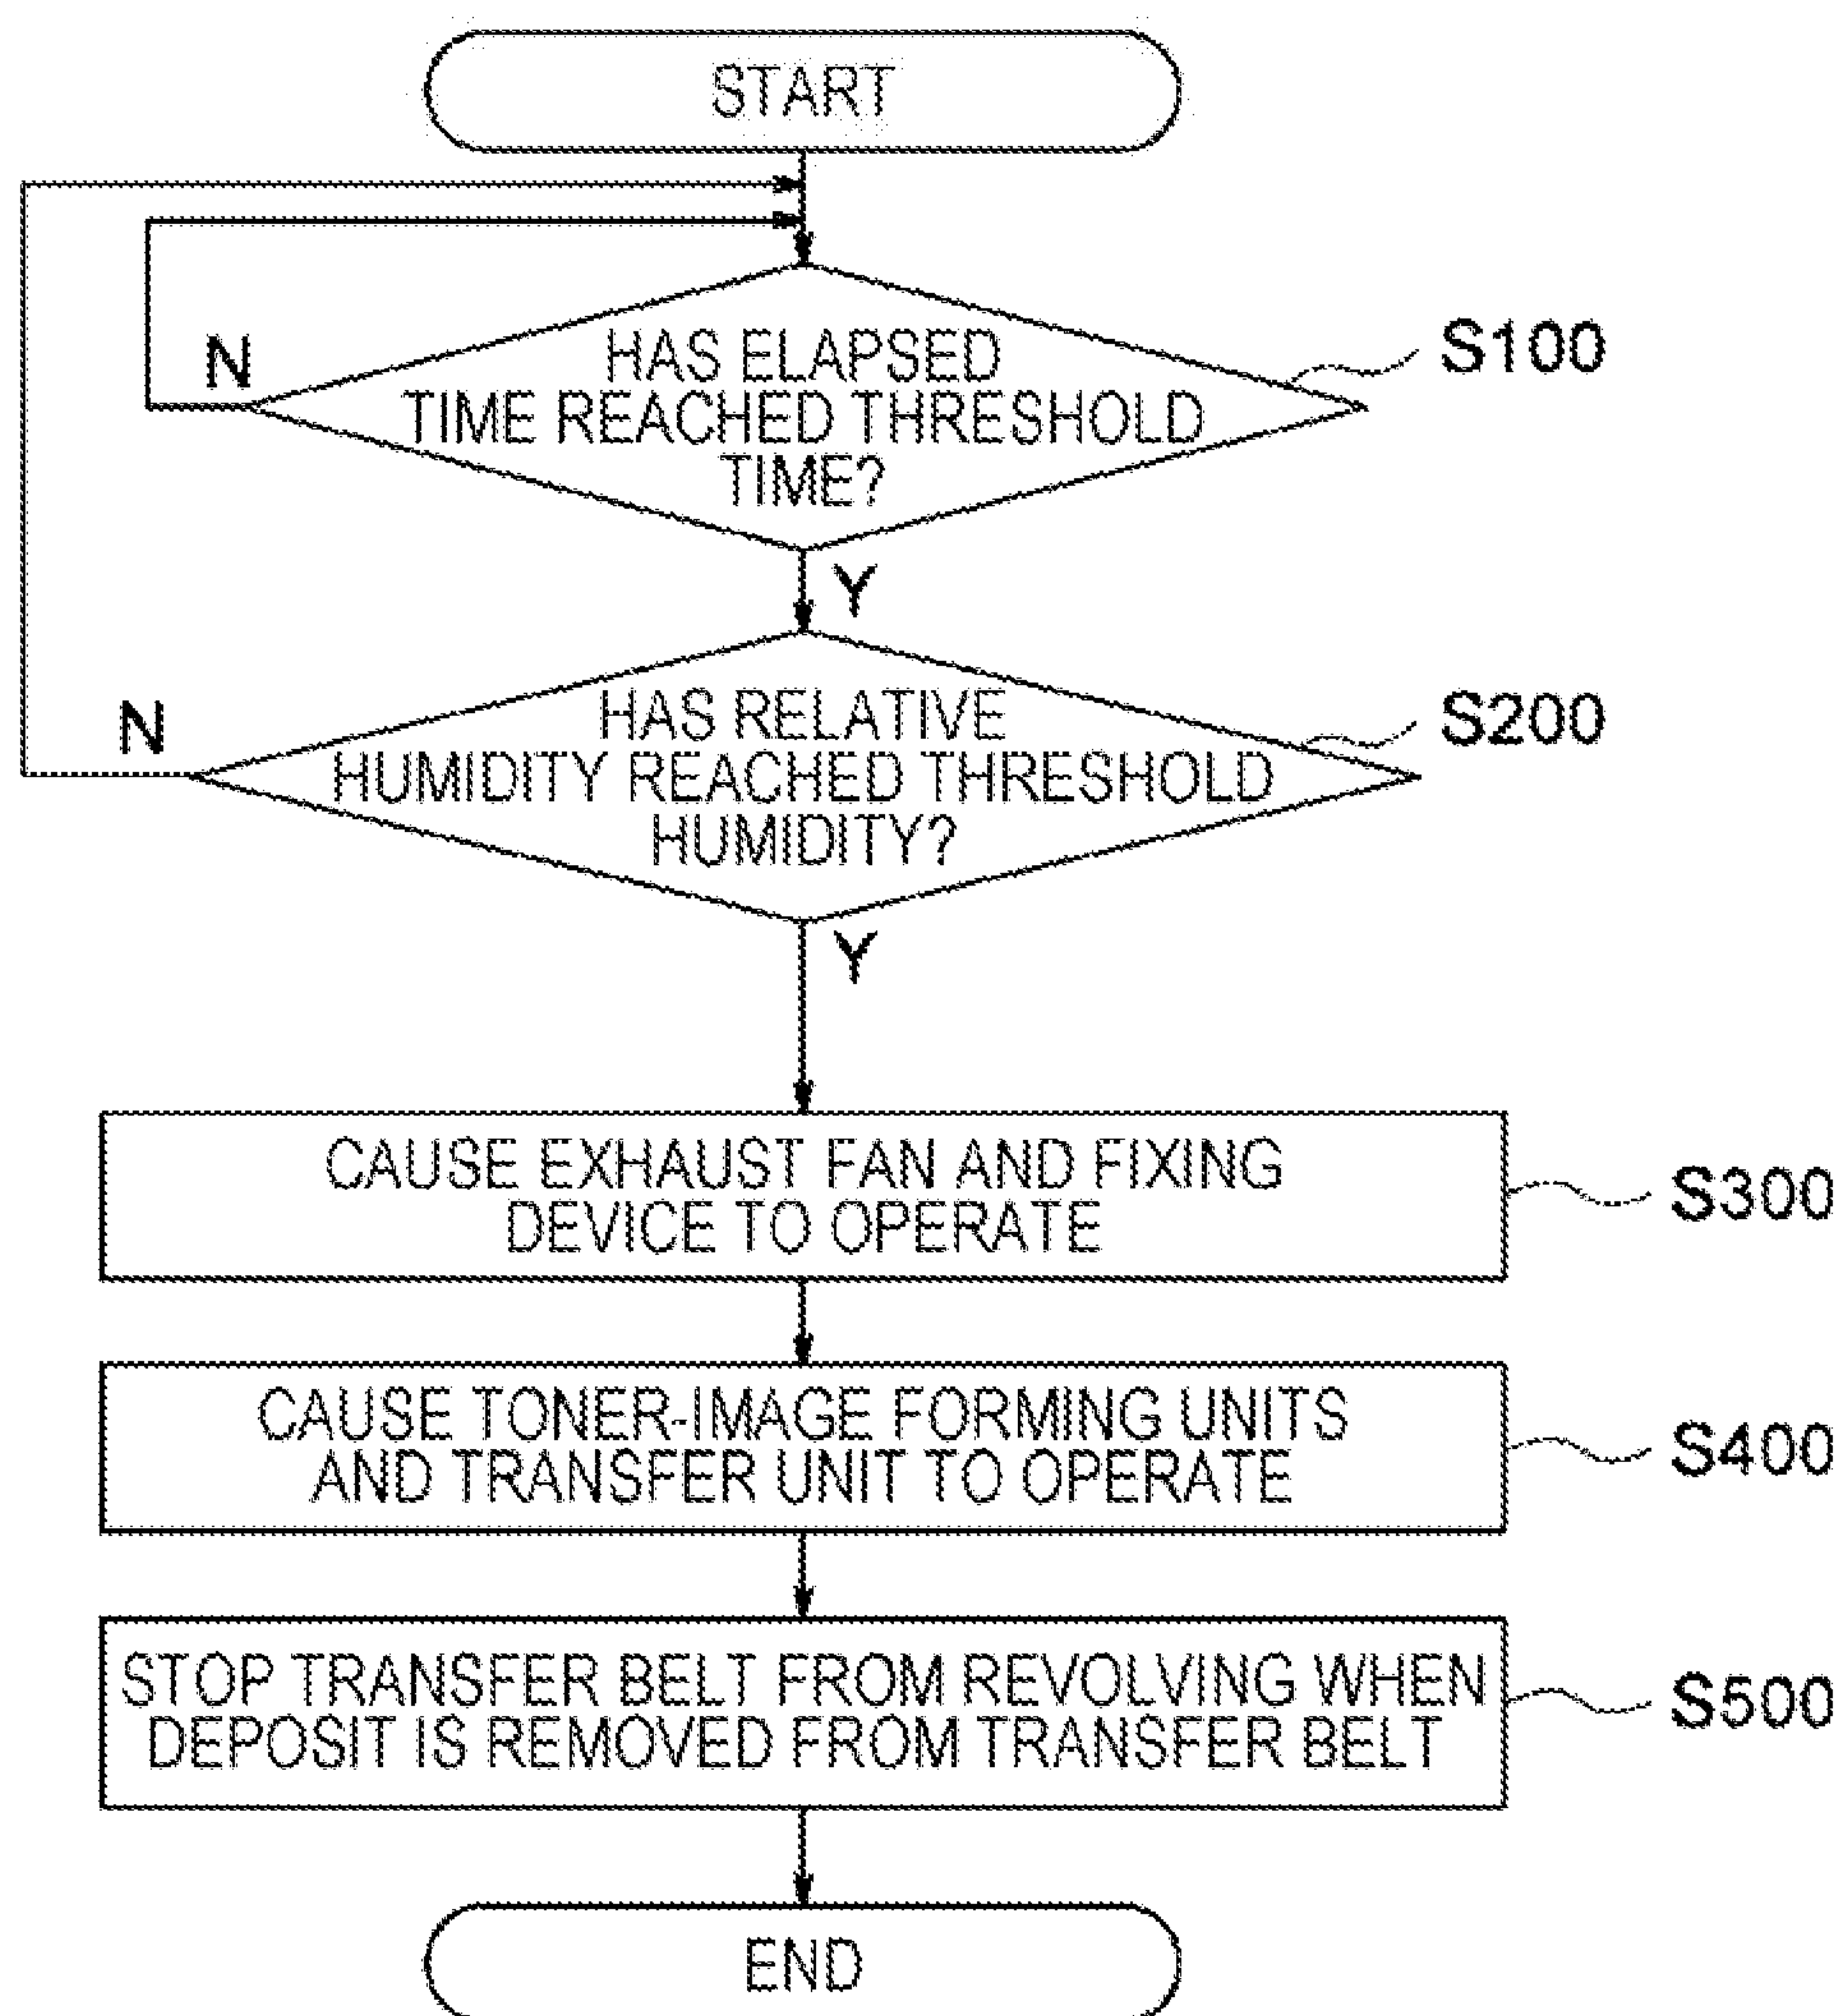 START
N
HAS ELAPSED
TIME REACHED THRESHOLD
TIME?
S100
Y
N
HAS RELATIVE
HUMIDITY REACHED THRESHOLD
HUMIDITY?
S200
Y
CAUSE EXHAUST FAN AND FIXING
DEVICE TO OPERATE
S300
CAUSE TONER-IMAGE FORMING UNITS
AND TRANSFER UNIT TO OPERATE
S400
STOP TRANSFER BELT FROM REVOLVING WHEN
DEPOSIT IS REMOVED FROM TRANSFER BELT
S500
END